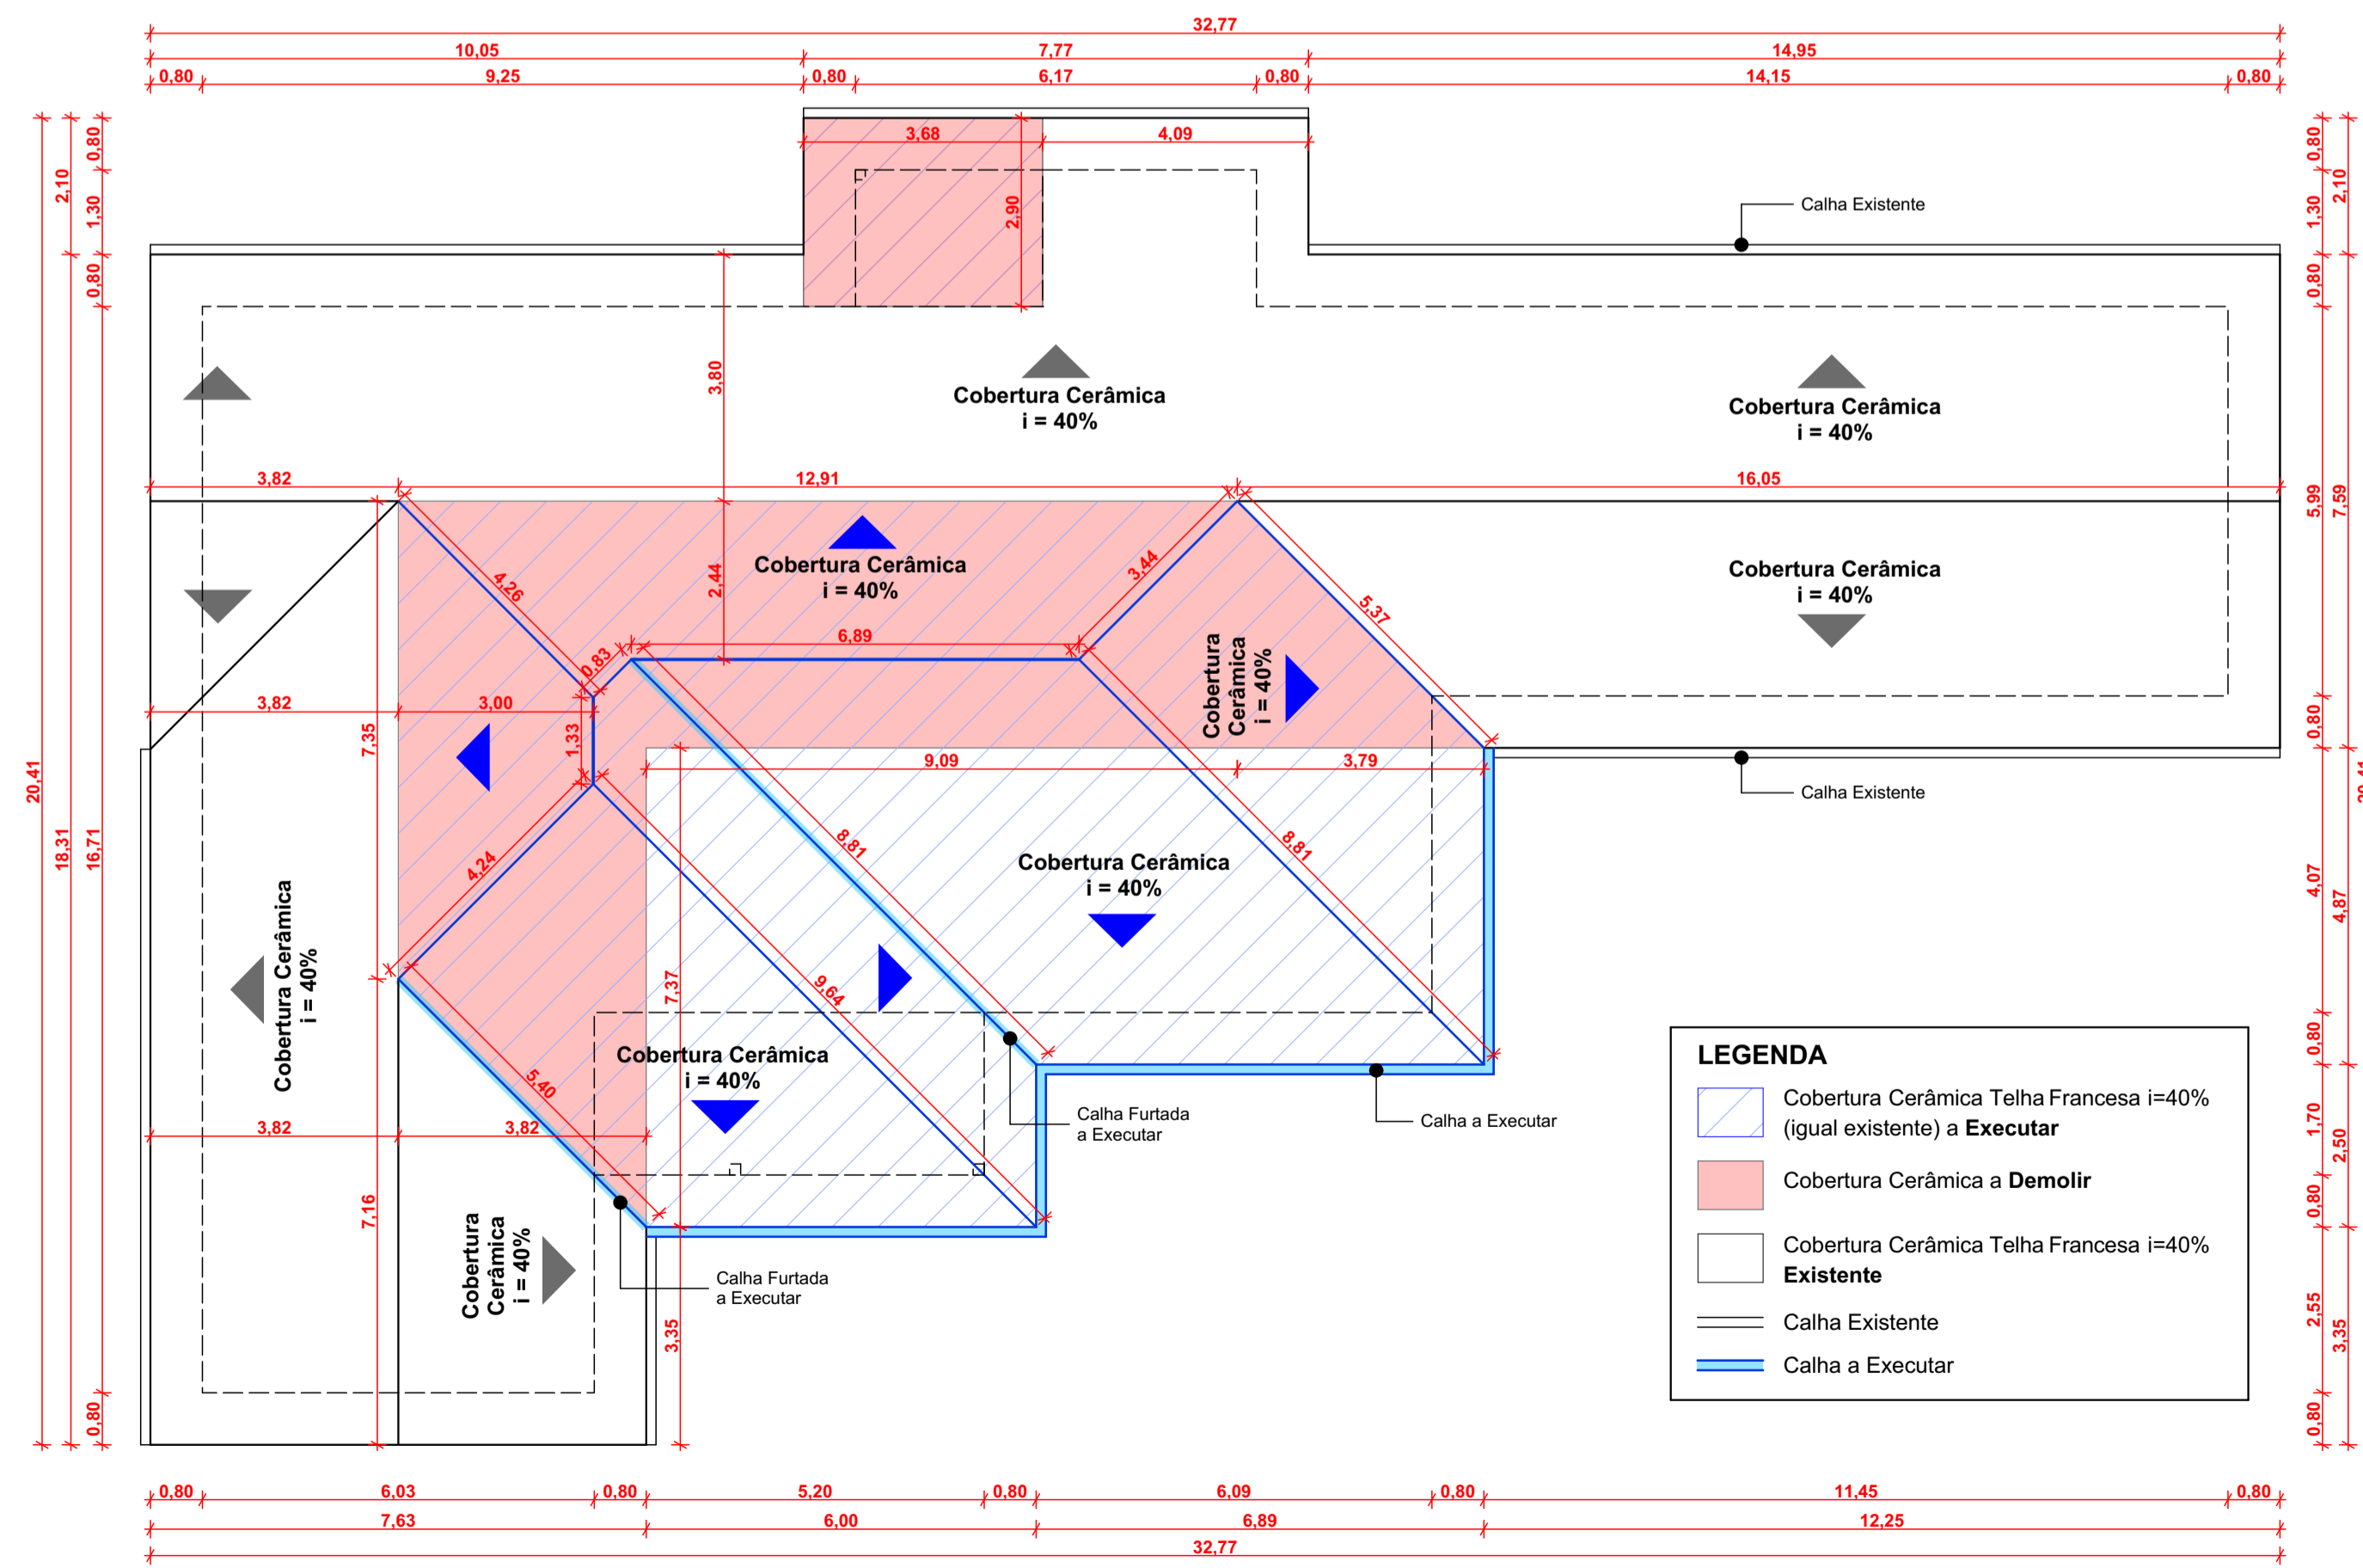 32,77
10,05 7,77 14,95
0,80 9,25 0,80 6,17 0,80 14,15 0,80
3,68 4,09
0,80
2,10
1,30
0,80
2,90
Calha Existente
0,80
2,10
1,30
0,80
3,80
Cobertura Cerâmica
i = 40%
Cobertura Cerâmica
i = 40%
3,82 12,91 16,05
5,99
7,59
4,26
2,44
Cobertura Cerâmica
i = 40%
3,44
5,37
Cobertura Cerâmica
i = 40%
0,83
6,89
Cobertura
Cerâmica
i = 40%
3,82 3,00
7,35
1,33
0,80
9,09 3,79
20,41
18,31
16,71
Calha Existente
4,24
8,81
8,81
Cobertura Cerâmica
i = 40%
4,07
4,87
Cobertura Cerâmica
i = 40%
7,37
9,64
Cobertura Cerâmica
i = 40%
5,40
3,82 3,82
Calha Furtada
a Executar
Calha a Executar
7,16
Cobertura
Cerâmica
i = 40%
Calha Furtada
a Executar
3,35
0,80
0,80
1,70
2,50
0,80
2,55
3,35
0,80
LEGENDA
Cobertura Cerâmica Telha Francesa i=40%
(igual existente) a Executar
Cobertura Cerâmica a Demolir
Cobertura Cerâmica Telha Francesa i=40%
Existente
Calha Existente
Calha a Executar
0,80 6,03 0,80 5,20 0,80 6,09 0,80 11,45 0,80
7,63 6,00 6,89 12,25
32,77